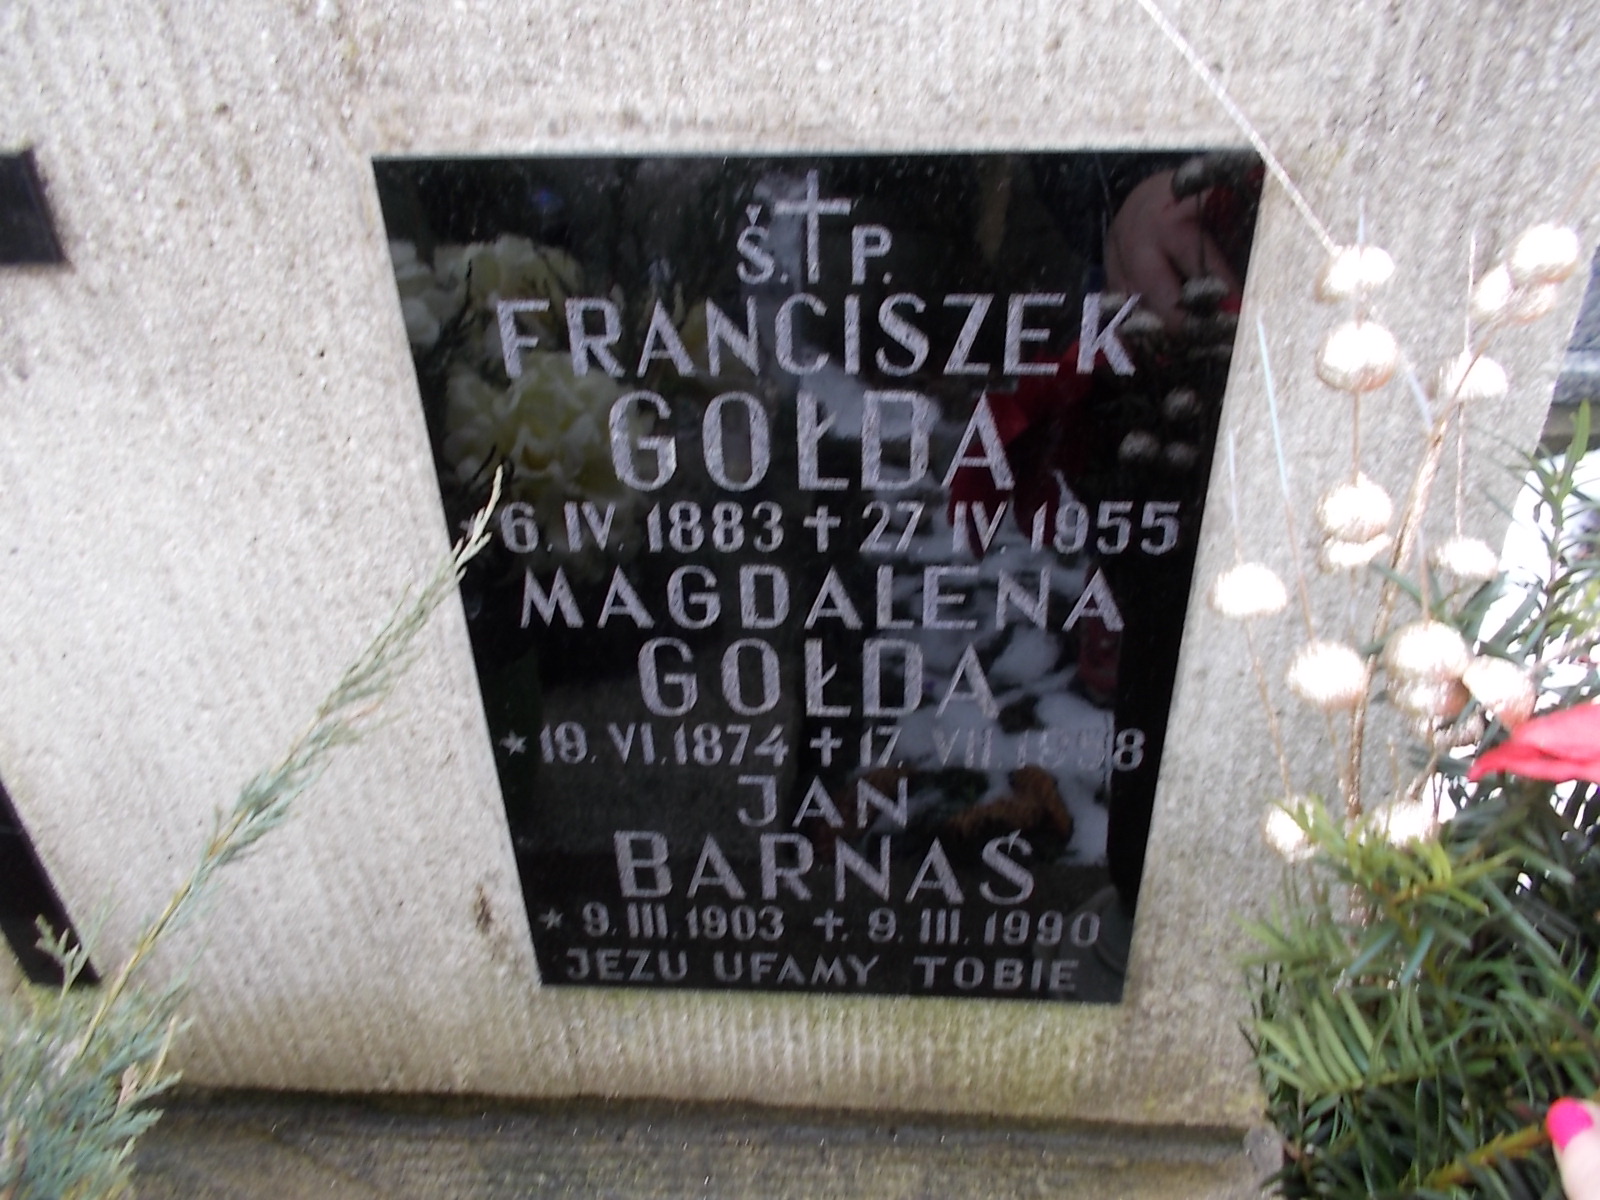 Ś. † P.
FRANCISZEK
GOŁDA
* 6. IV. 1883 † 27. IV. 1955
MAGDALENA
GOŁDA
* 19. VI. 1874 † 17. VII. 1958
JAN
BARNAŚ
* 9. III. 1903 †. 9. III. 1990
JEZU UFAMY TOBIE